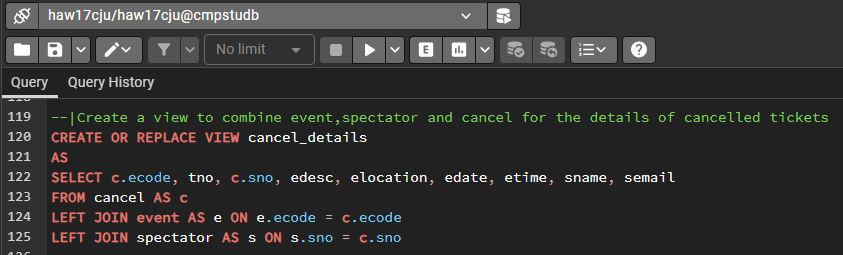 haw17cju/haw17cju@cmpstudb
No limit
E
Query Query History
119 --|Create a view to combine event,spectator and cancel for the details of cancelled tickets
120 CREATE OR REPLACE VIEW cancel_details
121 AS
122 SELECT c.ecode, tno, c.sno, edesc, elocation, edate, etime, sname, semail
123 FROM cancel AS c
124 LEFT JOIN event AS e ON e.ecode = c.ecode
125 LEFT JOIN spectator AS s ON s.sno = c.sno